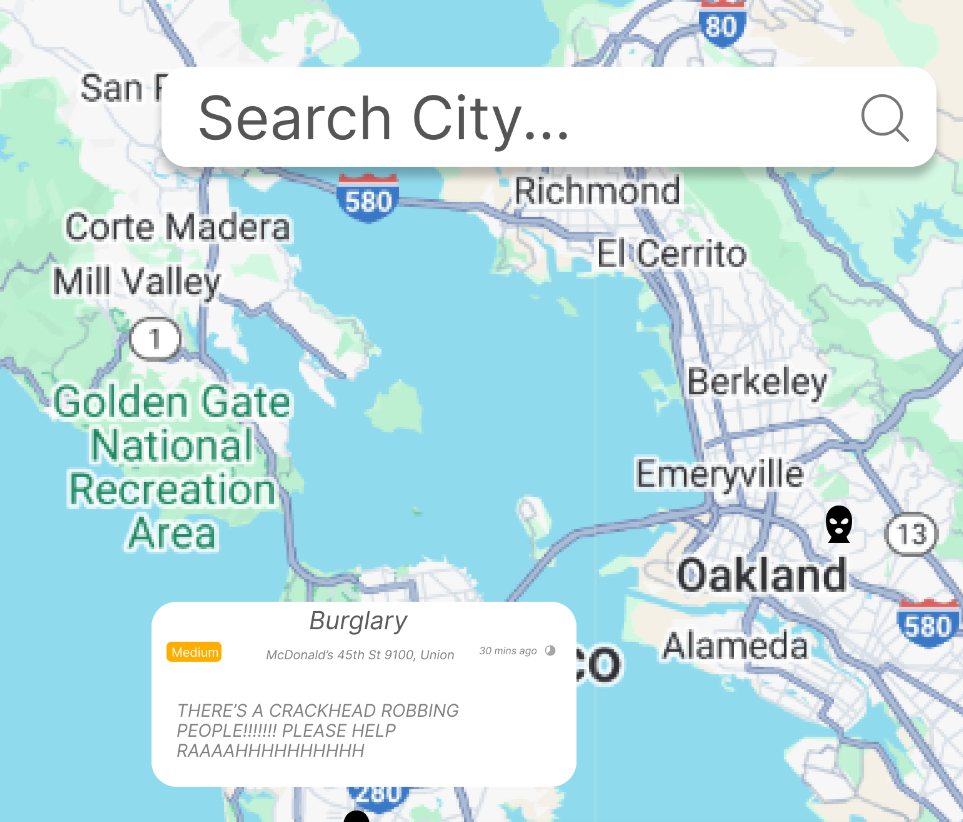 80
San F
Search City...
580
Richmond
Corte Madera
El Cerrito
Mill Valley
1
Berkeley
Golden Gate
National
Recreation
Area
Emeryville
13
Oakland
580
Burglary
Medium
McDonald's 45th St 9100, Union
30 mins ago
Alameda
co
THERE'S A CRACKHEAD ROBBING
PEOPLE!!!!!!! PLEASE HELP
RAAAAHHHHHHHHHHH
280